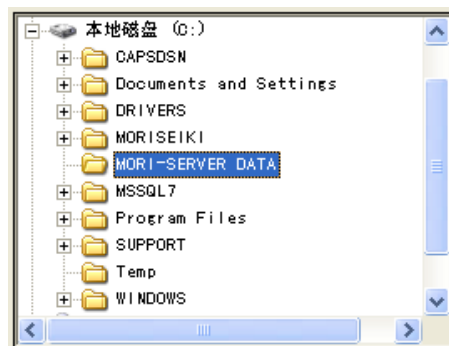 本地磁盘 (C:)
CAPSDSN
Documents and Settings
DRIVERS
MORISEIKI
MORI-SERVER DATA
MSSQL7
Program Files
SUPPORT
Temp
WINDOWS